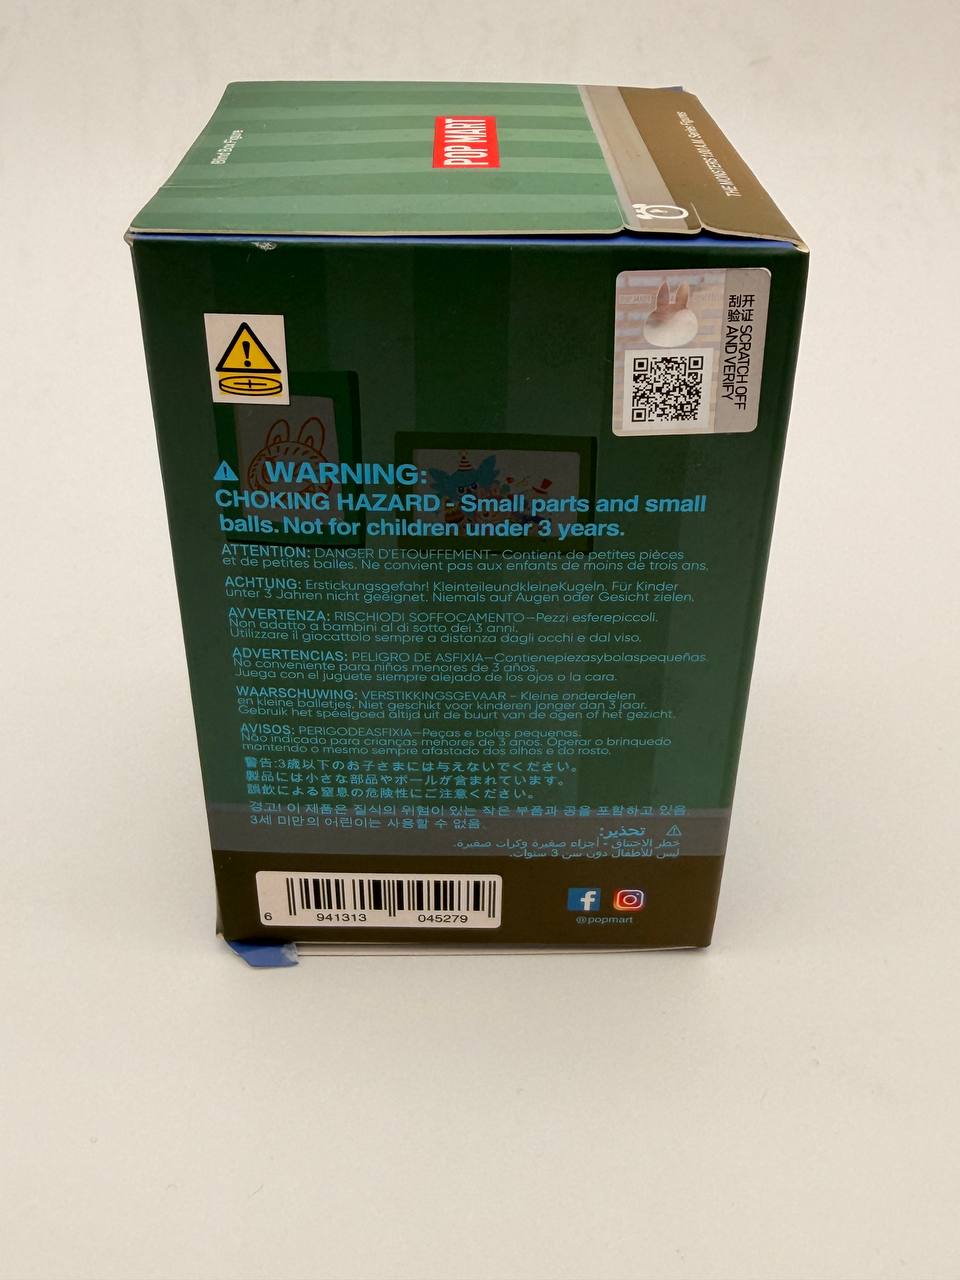 Blind Box Figure
POP MART
THE MONSTERS Series Figures
刮开
验证 SCRATCH OFF
AND VERIFY
WARNING:
CHOKING HAZARD - Small parts and small
balls. Not for children under 3 years.
ATTENTION: DANGER D'ETOUFFEMENT- Contient de petites pièces
et de petites balles. Ne convient pas aux enfants de moins de trois ans.
ACHTUNG: Erstickungsgefahr! KleinteileundkleineKugeln. Für Kinder
unter 3 Jahren nicht geeignet. Niemals auf Augen oder Gesicht zielen.
AVVERTENZA: RISCHIODI SOFFOCAMENTO—Pezzi esferepiccoli.
Non adatto a bambini al di sotto dei 3 anni.
Utilizzare il giocattolo sempre a distanza dagli occhi e dal viso.
ADVERTENCIAS: PELIGRO DE ASFIXIA—Contienepiezasybolaspequeñas.
No conveniente para niños menores de 3 años.
Juega con el juguete siempre alejado de los ojos o la cara.
WAARSCHUWING: VERSTIKKINGSGEVAAR - Kleine onderdelen
en kleine balletjes. Niet geschikt voor kinderen jonger dan 3 jaar.
Gebruik het speelgoed altijd uit de buurt van de ogen of het gezicht.
AVISOS: PERIGODEASFIXIA—Peças e bolas pequenas.
Não indicado para crianças menores de 3 anos. Operar o brinquedo
mantendo o mesmo sempre afastado dos olhos e do rosto.
警告:3歳以下のお子さまには与えないでください。
製品には小さな部品やボールが含まれています。
誤飲による窒息の危険性にご注意ください。
경고! 이 제품은 질식의 위험이 있는 작은 부품과 공을 포함하고 있음
3세 미만의 어린이는 사용할 수 없음.
تحذير:
خطر الاختناق - أجزاء صغيرة وكرات صغيرة.
ليس للأطفال دون سن 3 سنوات.
6 941313 045279
@popmart